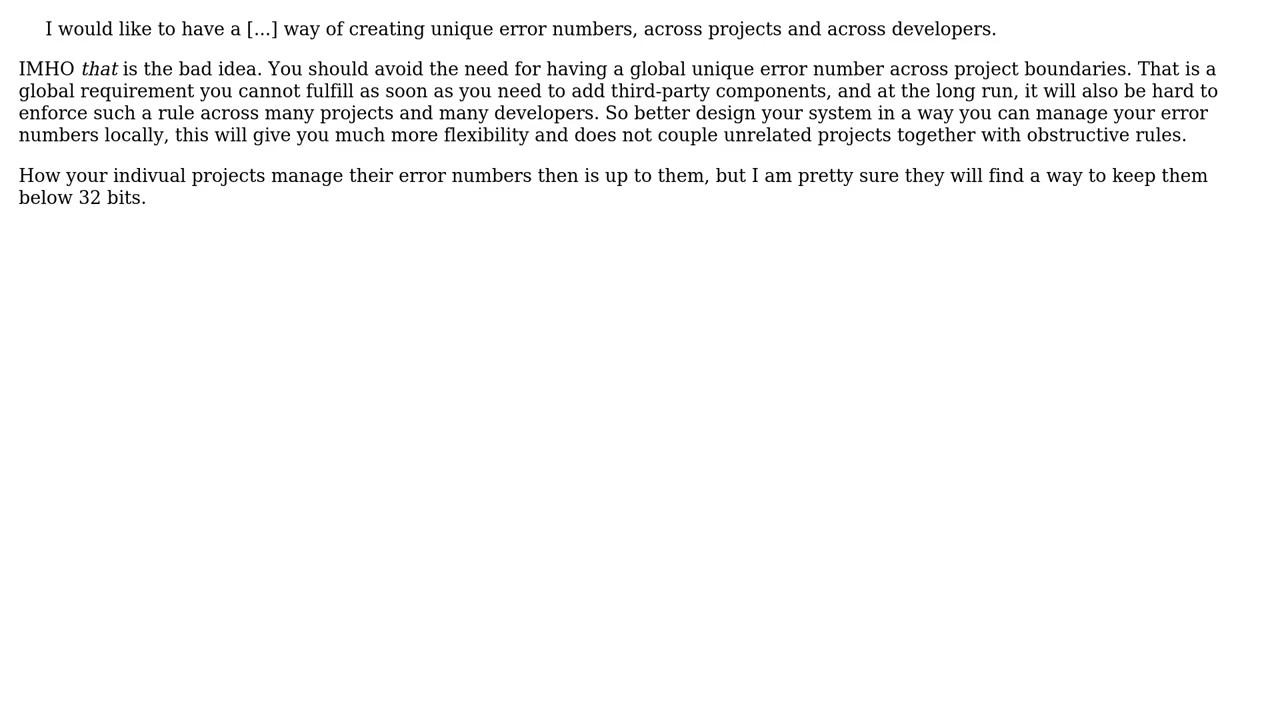 I would like to have a [...] way of creating unique error numbers, across projects and across developers.
IMHO that is the bad idea. You should avoid the need for having a global unique error number across project boundaries. That is a
global requirement you cannot fulfill as soon as you need to add third-party components, and at the long run, it will also be hard to
enforce such a rule across many projects and many developers. So better design your system in a way you can manage your error
numbers locally, this will give you much more flexibility and does not couple unrelated projects together with obstructive rules.
How your indivual projects manage their error numbers then is up to them, but I am pretty sure they will find a way to keep them
below 32 bits.